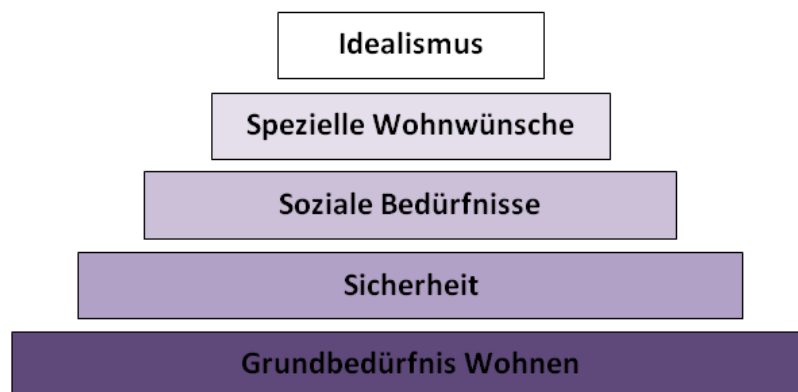 Idealismus
Spezielle Wohnwünsche
Soziale Bedürfnisse
Sicherheit
Grundbedürfnis Wohnen